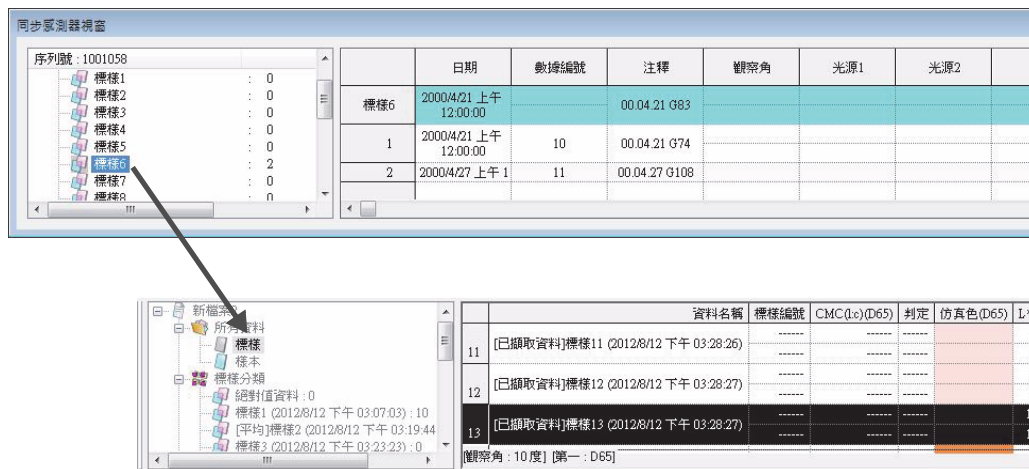 同步感測器視窗
序列號 : 1001058
標樣1 : 0
標樣2 : 0
標樣3 : 0
標樣4 : 0
標樣5 : 0
標樣6 : 2
標樣7 : 0
標樣8 : 0
日期 數據編號 注釋 觀察角 光源1 光源2
標樣6 2000/4/21 上午 12:00:00 00.04.21 G83
1 2000/4/21 上午 12:00:00 10 00.04.21 G74
2 2000/4/27 上午 1 11 00.04.27 G108
新檔案
所有資料
標樣
樣本
標樣分類
絕對值資料 : 0
標樣1 (2012/8/12 下午 03:07:03) : 10
[平均]標樣2 (2012/8/12 下午 03:19:44
標樣3 (2012/8/12 下午 03:23:23) : 0
資料名稱 標樣編號 CMC(l:c)(D65) 判定 仿真色(D65) L*
11 [已擷取資料]標樣11 (2012/8/12 下午 03:28:26) ------ ------ ------
------ ------ ------
12 [已擷取資料]標樣12 (2012/8/12 下午 03:28:27) ------ ------ ------
------ ------ ------
13 [已擷取資料]標樣13 (2012/8/12 下午 03:28:27) ------ ------ ------ 1
------ ------ ------ 1
[觀察角 : 10度] [第一 : D65]